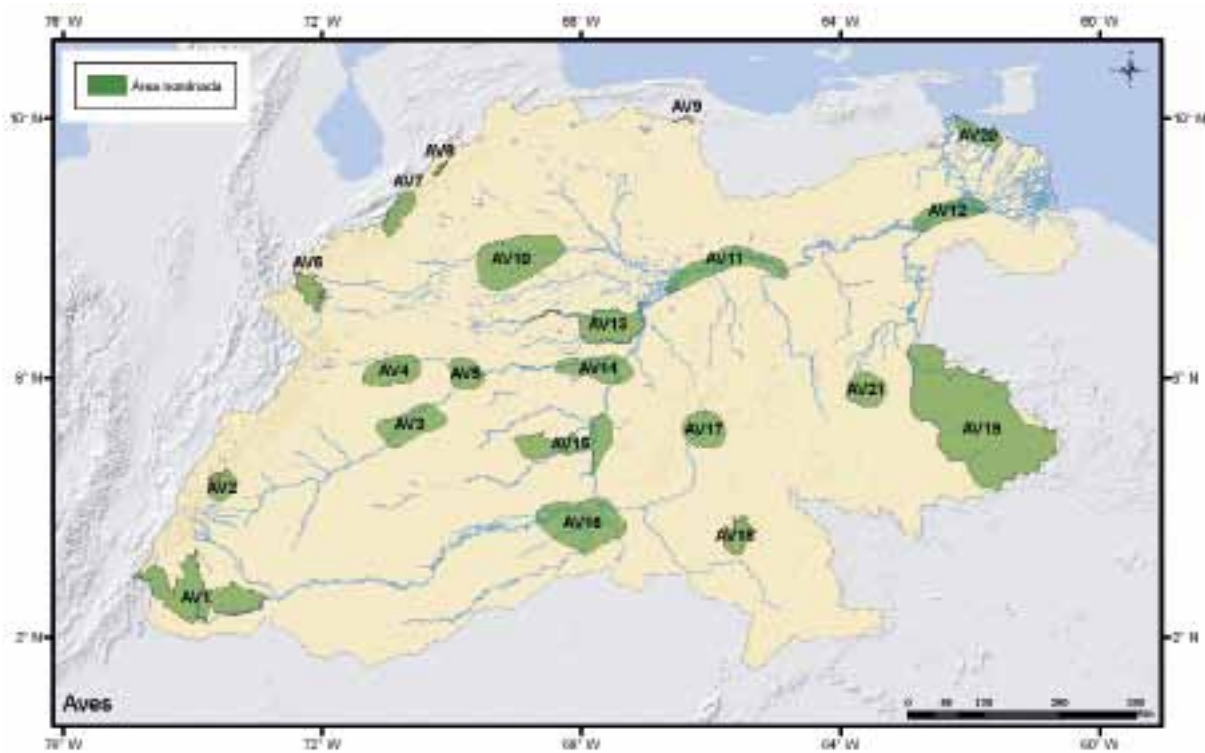 76° W 72° W 68° W 64° W 60° W
Área nominada
10° N AV9 10° N
AV20
AV8
AV7
AV12
AV6 AV10 AV11
AV13
6° N AV4 AV5 AV14 6° N
AV21
AV3 AV15 AV17 AV19
AV2
AV16 AV18
AV1
2° N 2° N
Aves
0
76° W 72° W 68° W 64° W 60° W